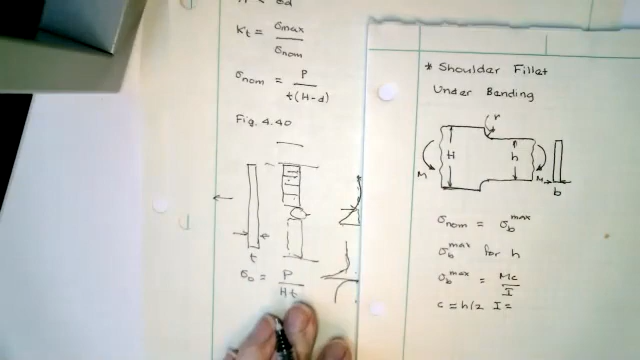 Kt = σmax / σnom
σnom = P / t(H-d)
Fig. 4.40
t
σo = P / Ht
* Shoulder Fillet
Under Bending
r
M H h M
b
σnom = σb^max
σb^max for h
σb^max = Mc / I
c = h/2 I =